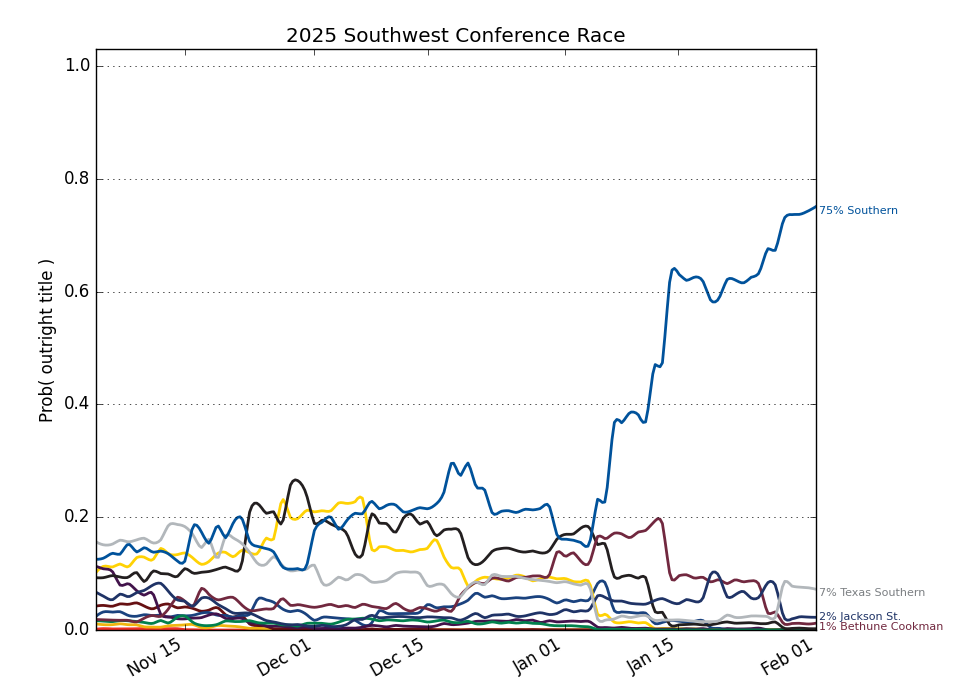 2025 Southwest Conference Race
Prob( outright title )
1.0
0.8
0.6
0.4
0.2
0.0
75% Southern
7% Texas Southern
2% Jackson St.
1% Bethune Cookman
Nov 15
Dec 01
Dec 15
Jan 01
Jan 15
Feb 01